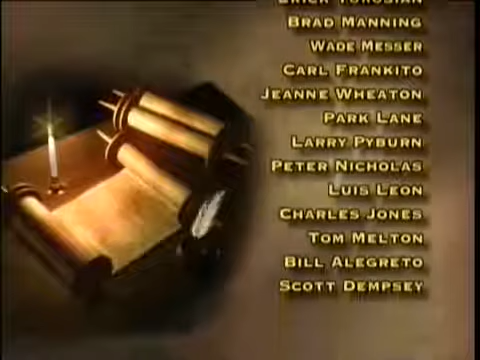 BRAD MANNING
WADE MESSER
CARL FRANKITO
JEANNE WHEATON
PARK LANE
LARRY PYBURN
PETER NICHOLAS
LUIS LEON
CHARLES JONES
TOM MELTON
BILL ALEGRETO
SCOTT DEMPSEY